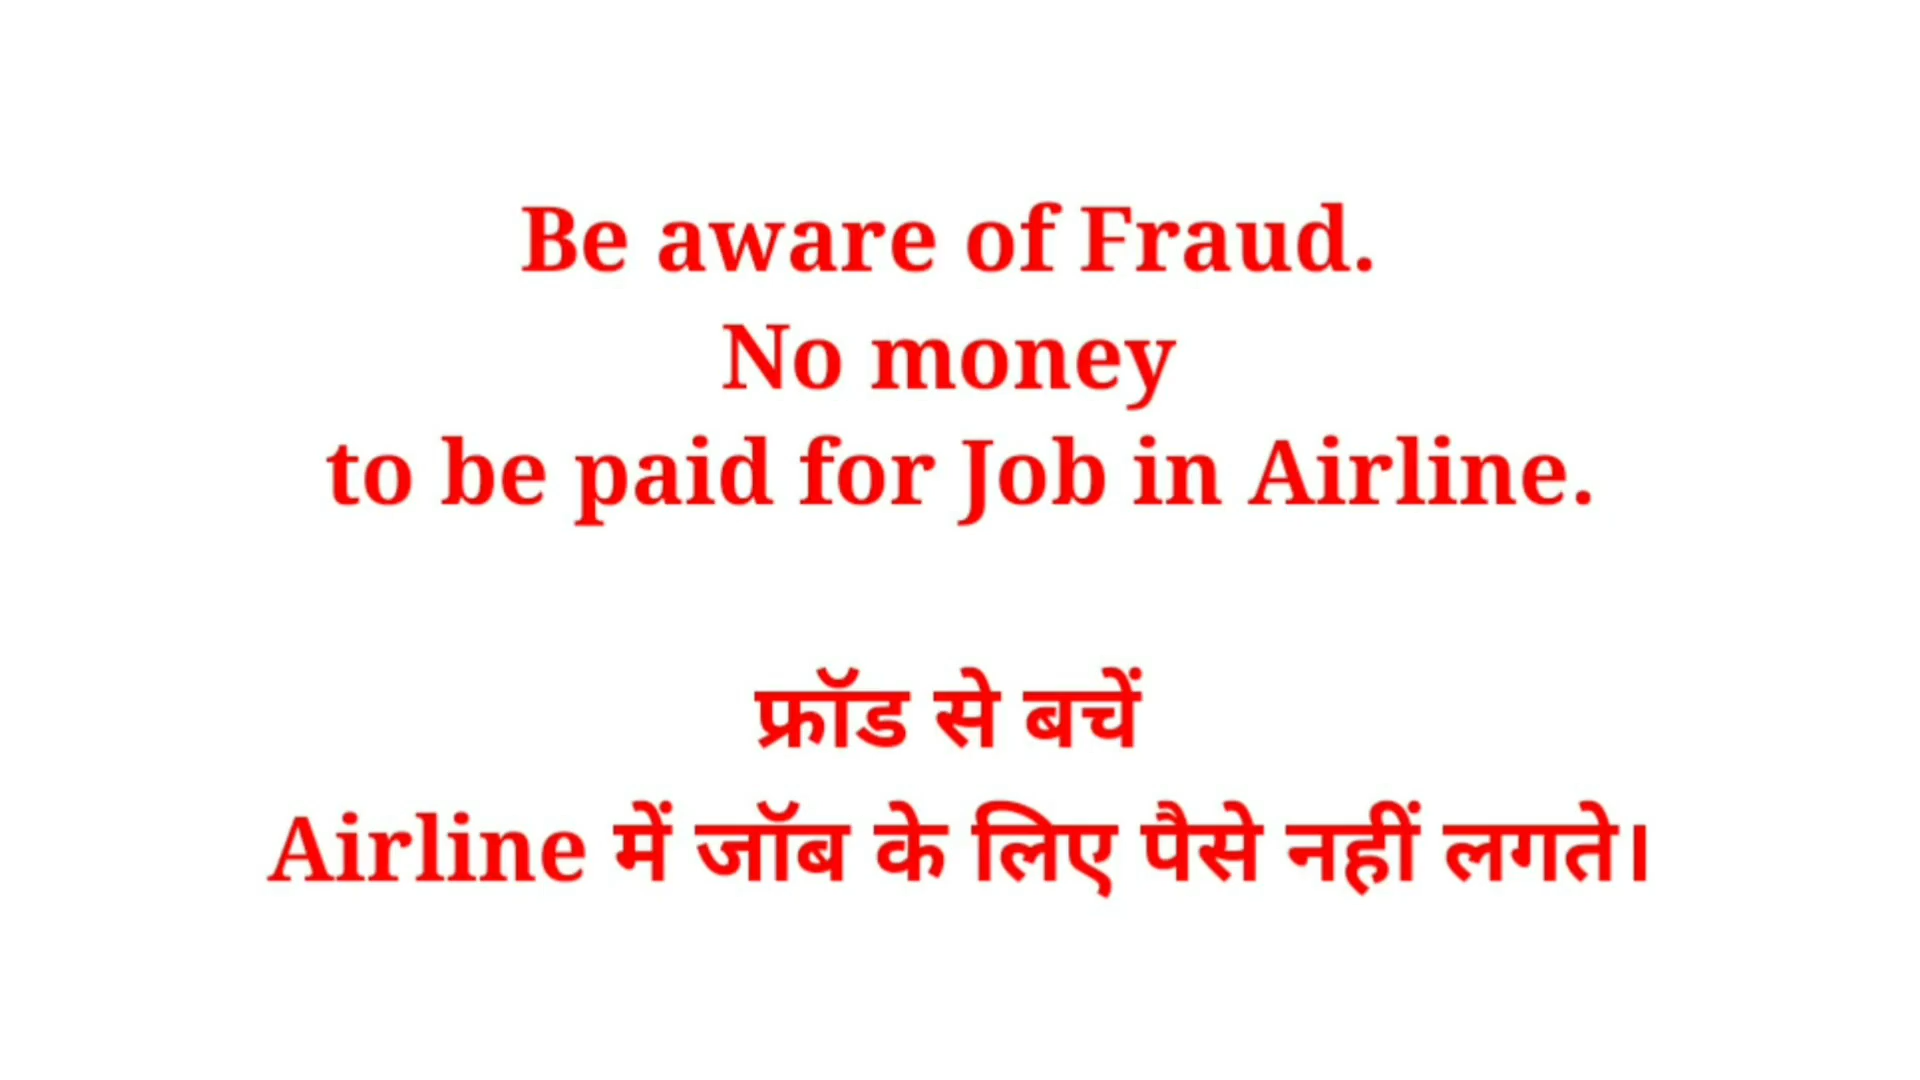 Be aware of Fraud.
No money
to be paid for Job in Airline.
फ्रॉड से बचें
Airline में जॉब के लिए पैसे नहीं लगते।